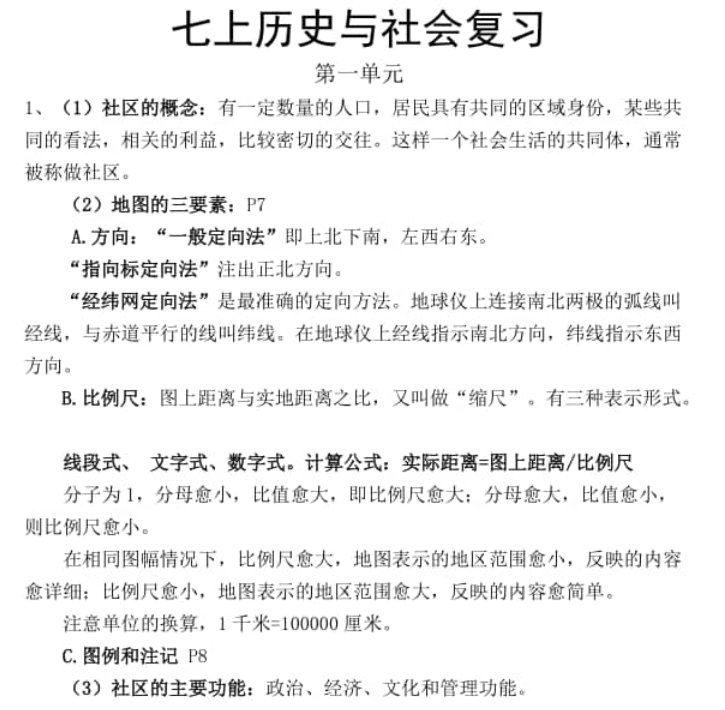 七上历史与社会复习
第一单元
1、（1）社区的概念：有一定数量的人口，居民具有共同的区域身份，某些共
同的看法，相关的利益，比较密切的交往。这样一个社会生活的共同体，通常
被称做社区。
（2）地图的三要素：P7
A.方向：“一般定向法”即上北下南，左西右东。
“指向标定向法”注出正北方向。
“经纬网定向法”是最准确的定向方法。地球仪上连接南北两极的弧线叫
经线，与赤道平行的线叫纬线。在地球仪上经线指示南北方向，纬线指示东西
方向。
B.比例尺：图上距离与实地距离之比，又叫做“缩尺”。有三种表示形式。
线段式、 文字式、数字式。计算公式：实际距离=图上距离/比例尺
分子为1，分母愈小，比值愈大，即比例尺愈大；分母愈大，比值愈小，
则比例尺愈小。
在相同图幅情况下，比例尺愈大，地图表示的地区范围愈小，反映的内容
愈详细；比例尺愈小，地图表示的地区范围愈大，反映的内容愈简单。
注意单位的换算，1千米=100000厘米。
C.图例和注记 P8
（3）社区的主要功能：政治、经济、文化和管理功能。